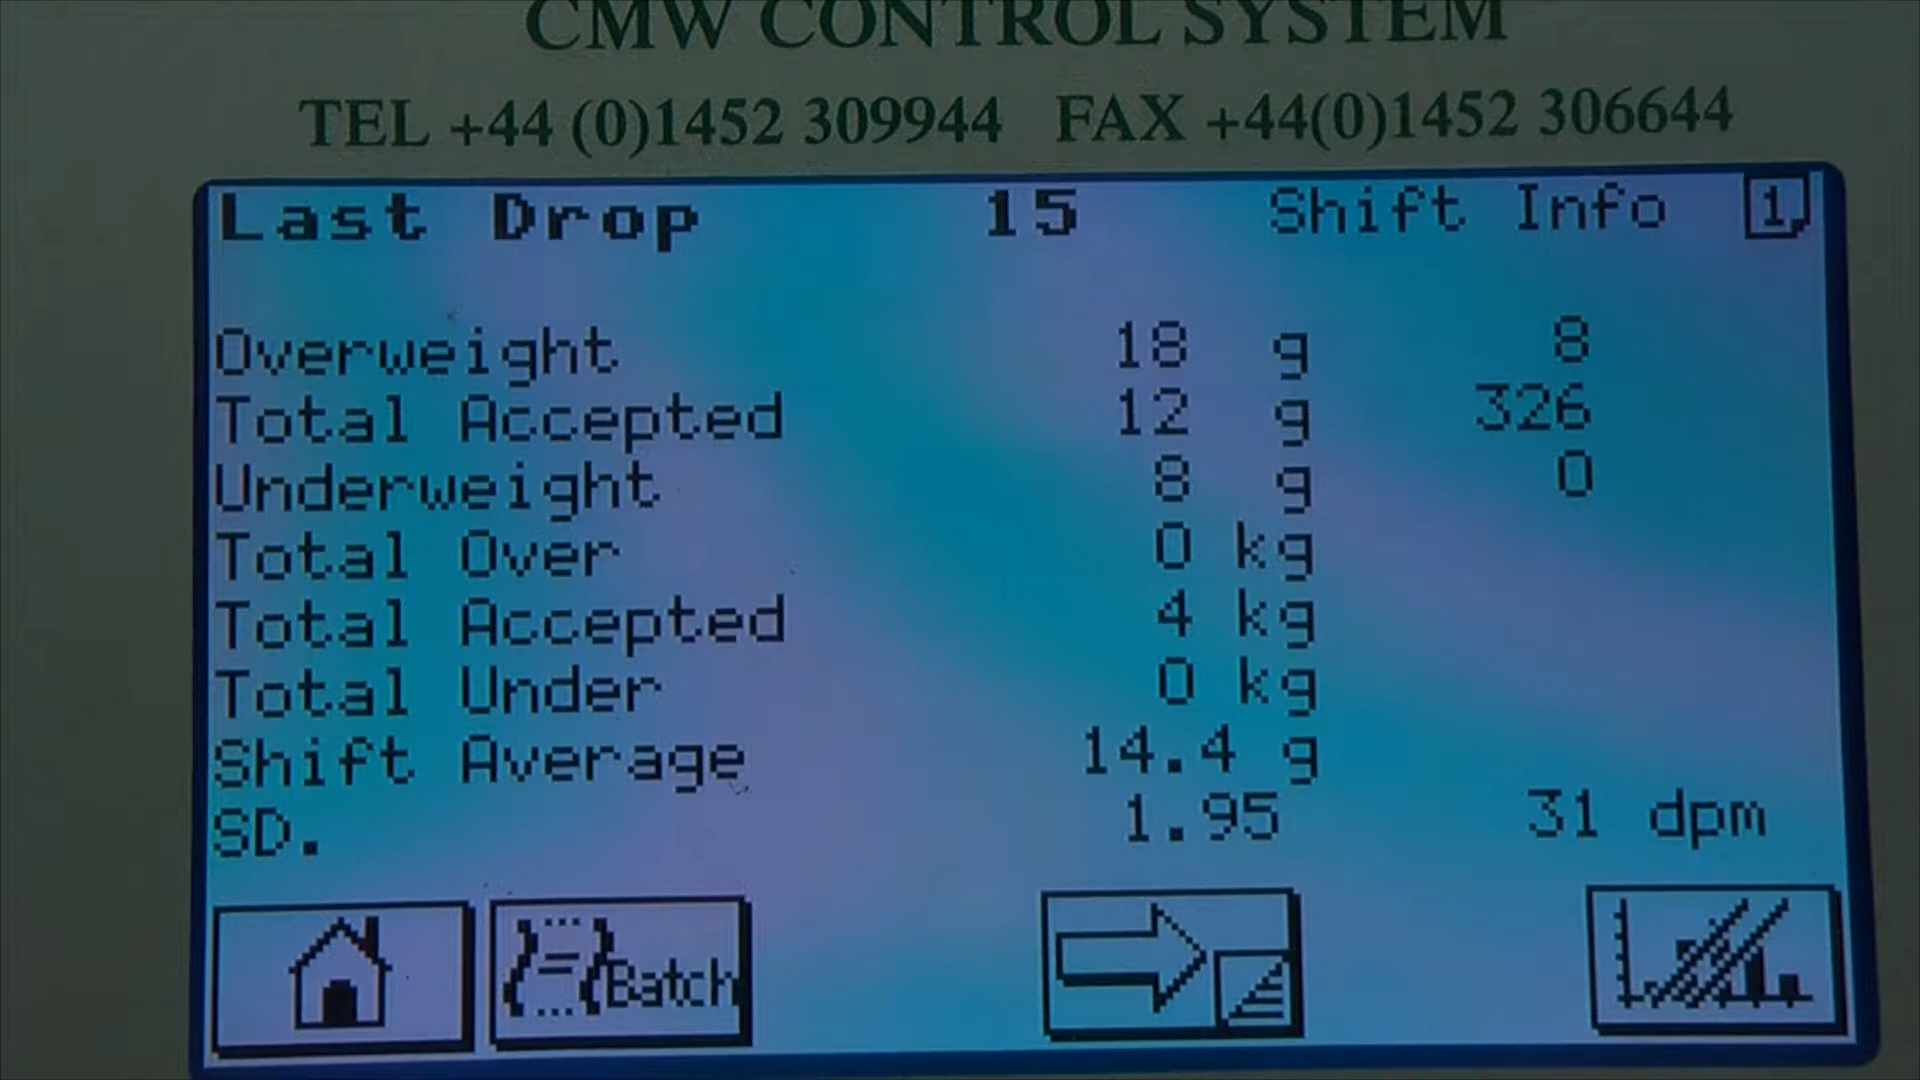 CMW CONTROL SYSTEM
TEL +44 (0)1452 309944 FAX +44(0)1452 306644
Last Drop 15 Shift Info 1
Overweight 18 g 8
Total Accepted 12 g 326
Underweight 8 g 0
Total Over 0 kg
Total Accepted 4 kg
Total Under 0 kg
Shift Average 14.4 g
SD. 1.95 31 dpm
Batch